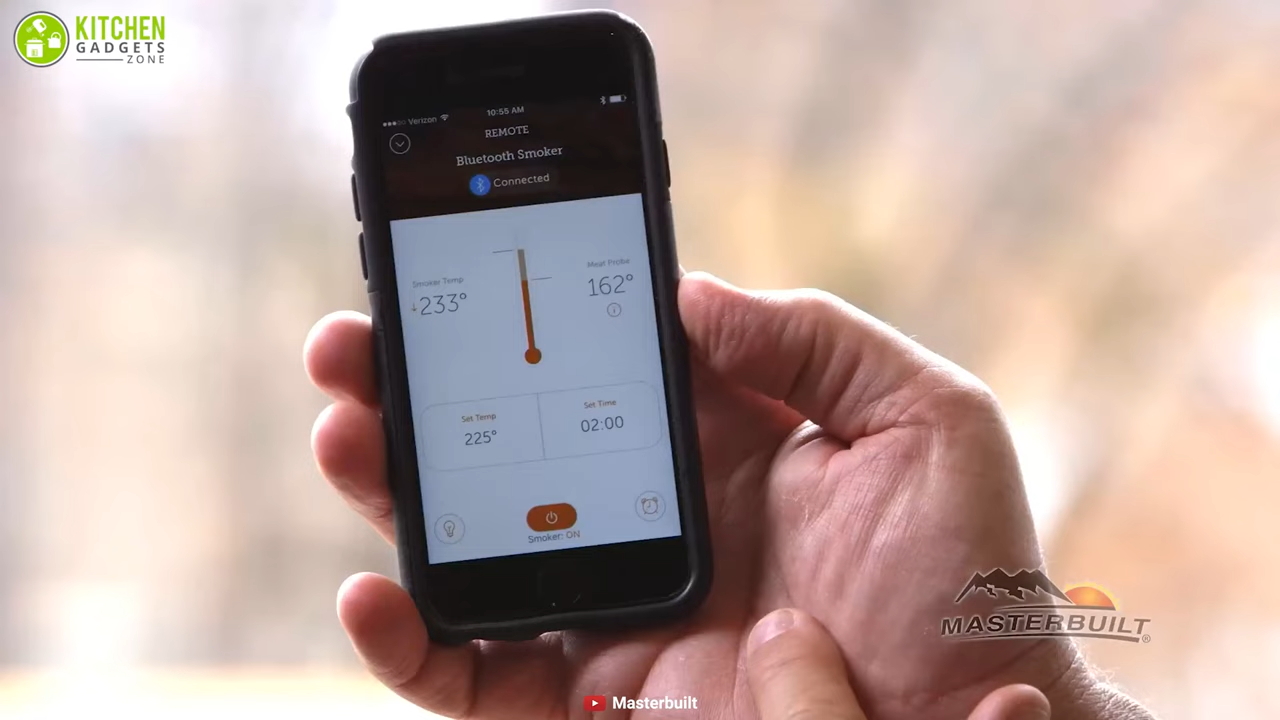 KITCHEN
GADGETS
ZONE
Verizon
10:55 AM
REMOTE
Bluetooth Smoker
Connected
Smoker Temp
↓233°
Meat Probe
162°
Set Temp
225°
Set Time
02:00
Smoker: ON
MASTERBUILT®
Masterbuilt